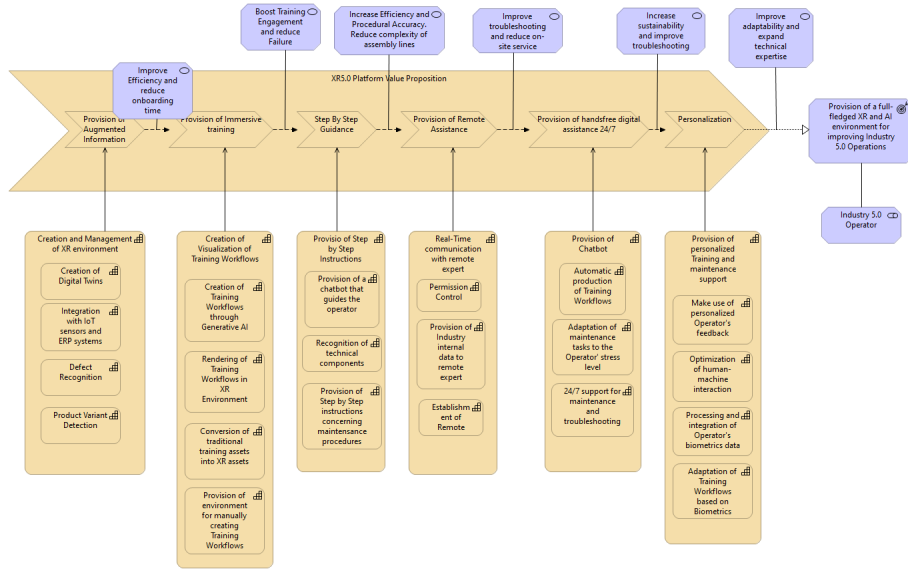 Boost Training
Engagement
and reduce
Failure
Increase Efficiency and
Procedural Accuracy.
Reduce complexity of
assembly lines
Improve
troubleshooting
and reduce on-
site service
Increase
sustainability
and improve
troubleshooting
Improve
adaptability and
expand
technical
expertise
XR5.0 Platform Value Proposition
Improve
Efficiency and
reduce
onboarding
time
Provision of
Augmented
Information
Provision of Immersive
training
Step By Step
Guidance
Provision of Remote
Assistance
Provision of handsfree digital
assistance 24/7
Personalization
Provision of a full-
fledged XR and AI
environment for
improving Industry
5.0 Operations
Industry 5.0
Operator
Creation and Management
of XR environment
Creation of
Digital Twins
Integration
with IoT
sensors and
ERP systems
Defect
Recognition
Product Variant
Detection
Creation of
Visualization of
Training Workflows
Creation of
Training
Workflows
through
Generative AI
Rendering of
Training
Workflows in
XR
Environment
Conversion of
traditional
training assets
into XR assets
Provision of
environment
for manually
creating
Training
Workflows
Provisio of Step
by Step
Instructions
Provision of a
chatbot that
guides the
operator
Recognition of
technical
components
Provision of
Step by Step
instructions
concerning
maintensance
procedures
Real-Time
communication
with remote
expert
Permission
Control
Provision of
Industry
internal
data to
remote
expert
Establishm
ent of
Remote
Provision of
Chatbot
Automatic
production
of Training
Workflows
Adaptation of
maintenance
tasks to the
Operator' stress
level
24/7 support for
maintenance
and
troubleshooting
Provision of
personalized
Training and
maintenance
support
Make use of
personalized
Operator's
feedback
Optimization
of human-
machine
interaction
Processing and
integration of
Operator's
biometrics data
Adaptation of
Training
Workflows
based on
Biometrics